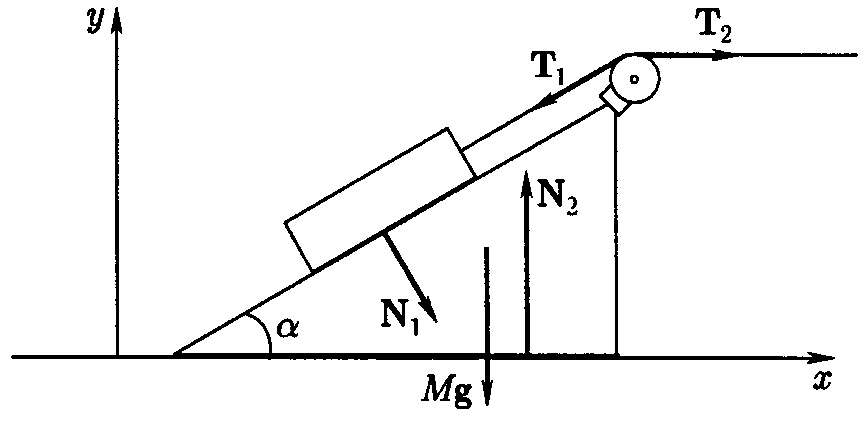 y
T₂
T₁
N₂
N₁
α
Mg
x